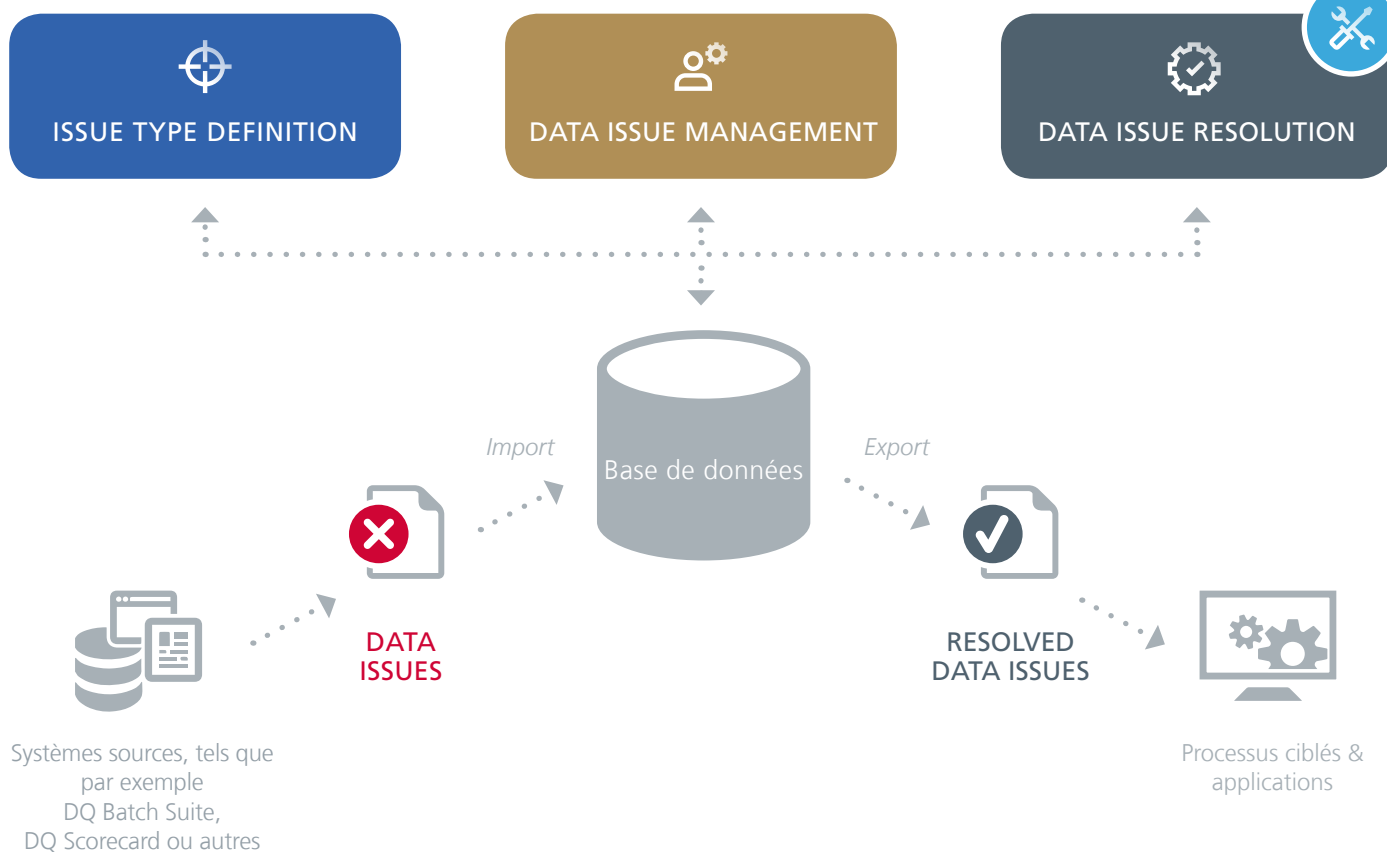 ISSUE TYPE DEFINITION
DATA ISSUE MANAGEMENT
DATA ISSUE RESOLUTION
Import
Export
Base de données
DATA
ISSUES
RESOLVED
DATA ISSUES
Systèmes sources, tels que
par exemple
DQ Batch Suite,
DQ Scorecard ou autres
Processus ciblés &
applications